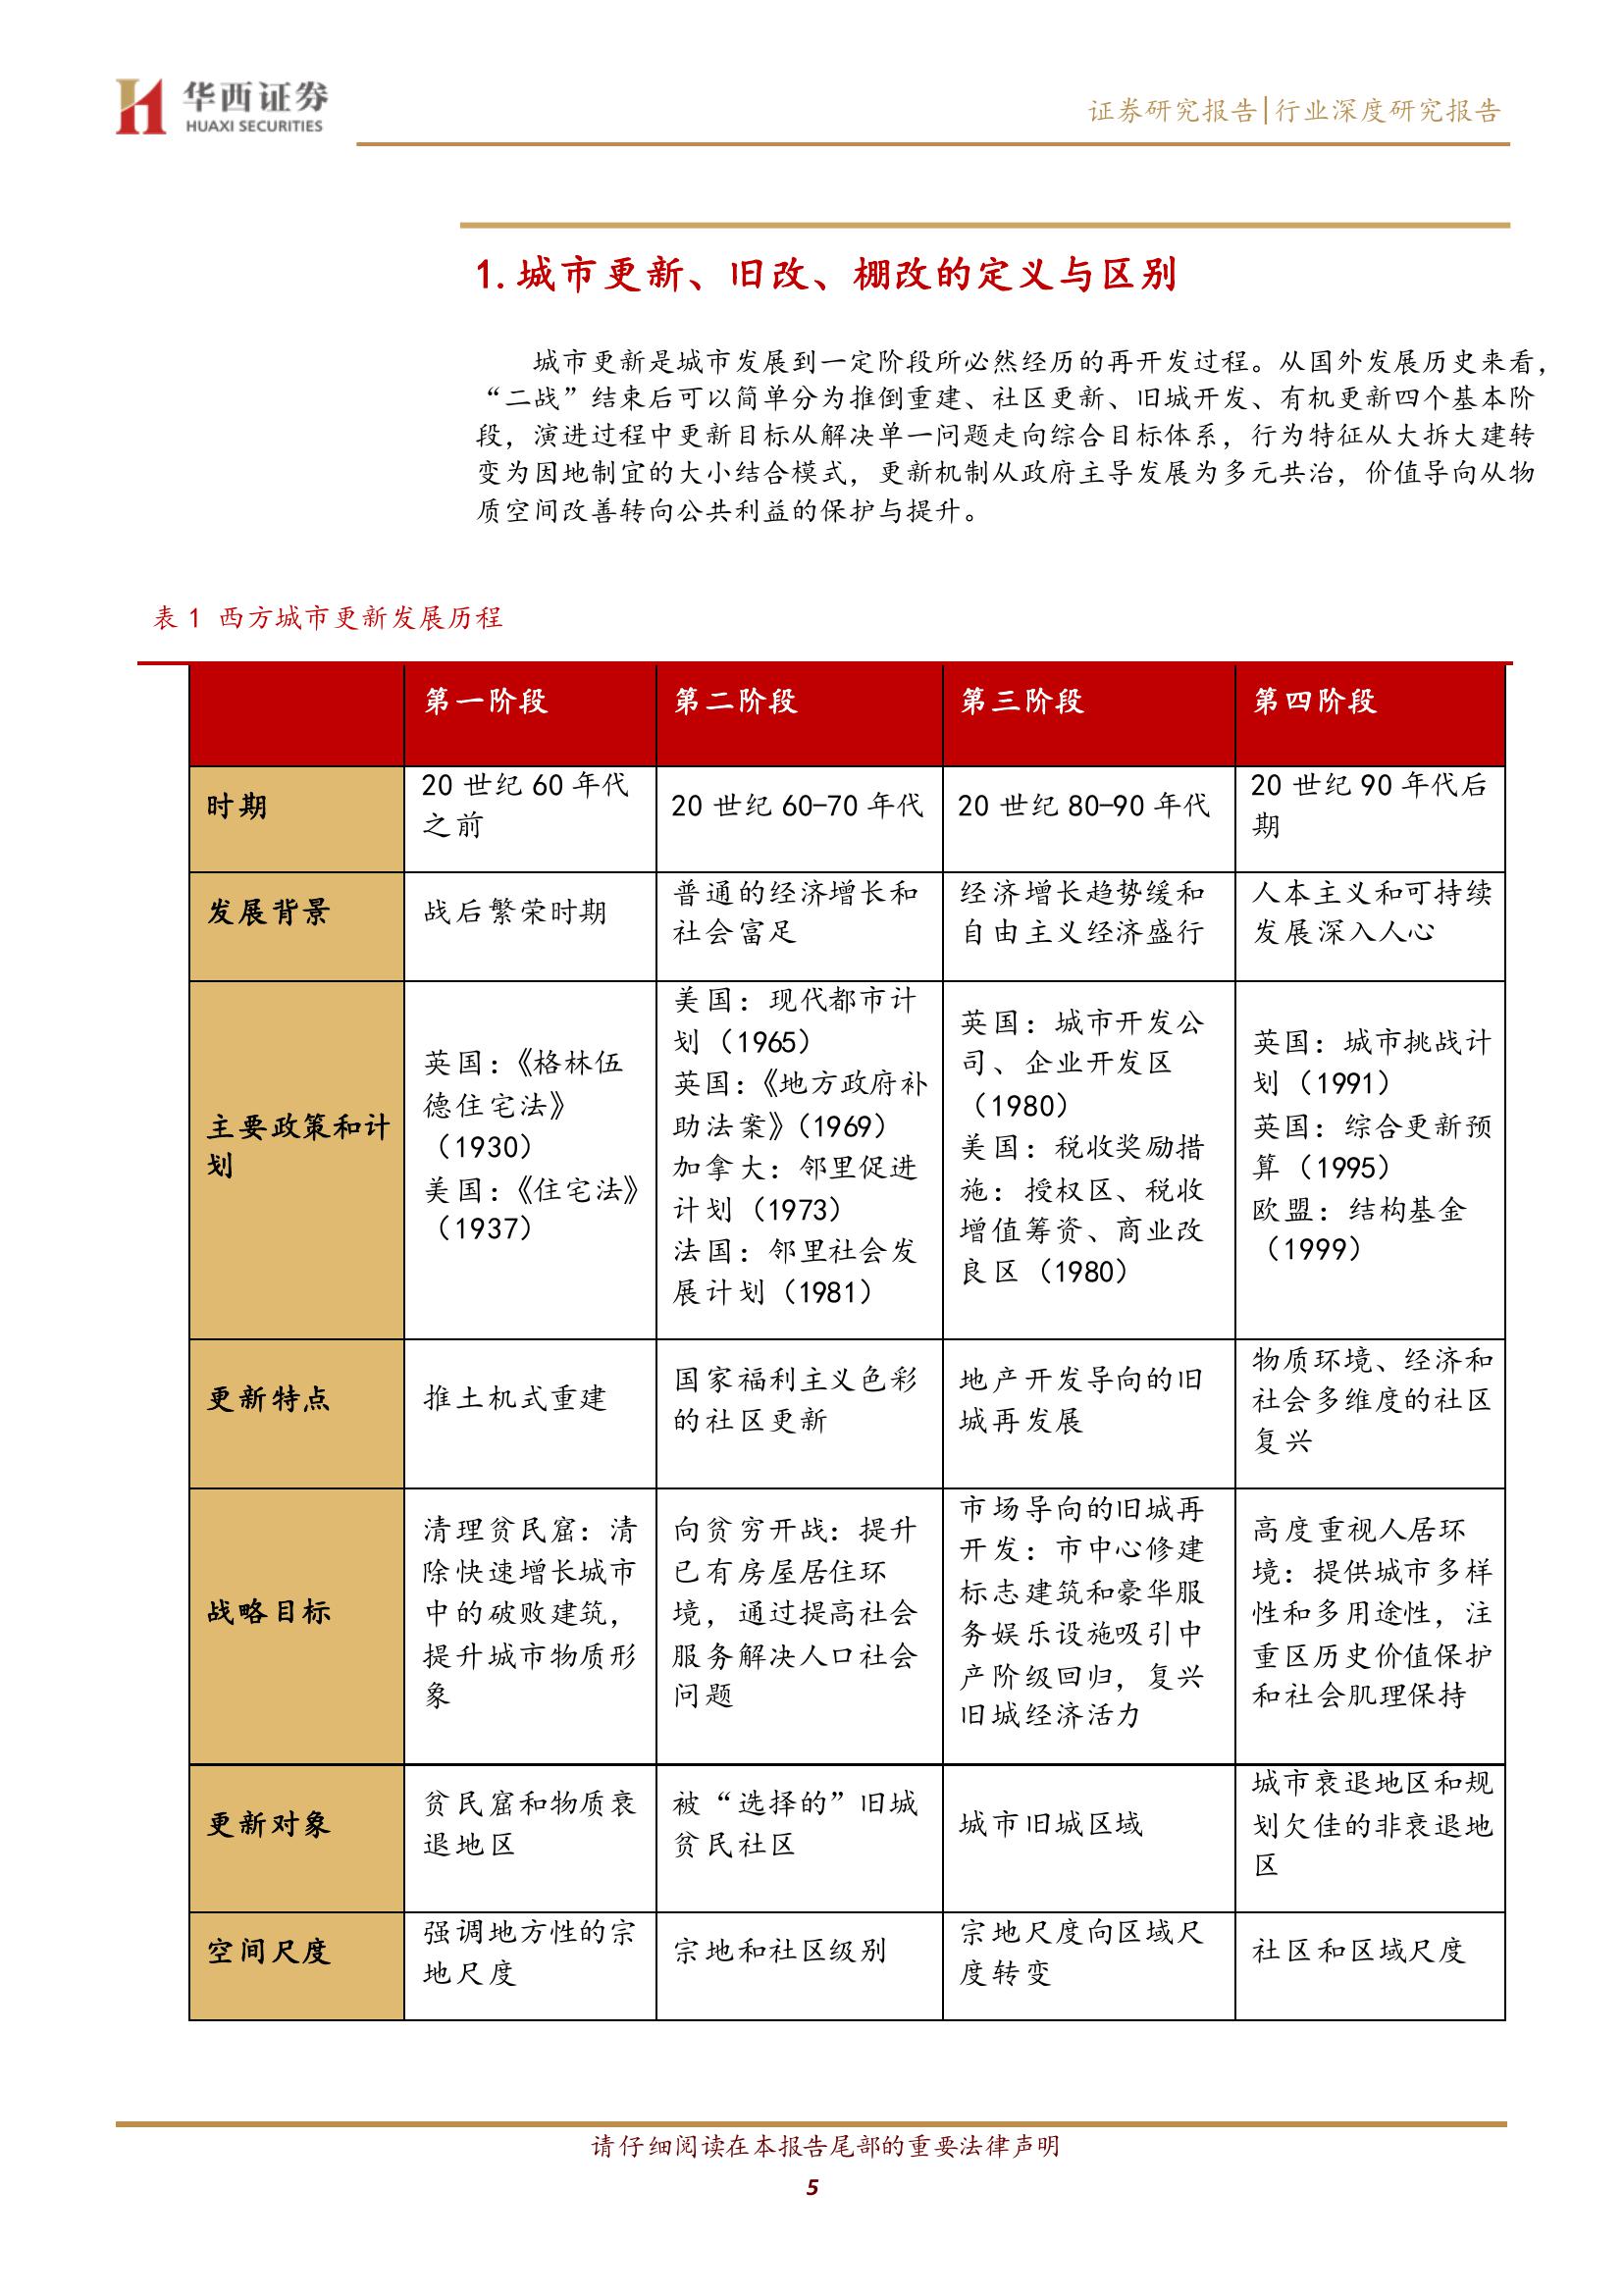 华西证券
HUAXI SECURITIES
证券研究报告|行业深度研究报告
1.城市更新、旧改、棚改的定义与区别
城市更新是城市发展到一定阶段所必然经历的再开发过程。从国外发展历史来看，
“二战”结束后可以简单分为推倒重建、社区更新、旧城开发、有机更新四个基本阶
段，演进过程中更新目标从解决单一问题走向综合目标体系，行为特征从大拆大建转
变为因地制宜的大小结合模式，更新机制从政府主导发展为多元共治，价值导向从物
质空间改善转向公共利益的保护与提升。
表 1 西方城市更新发展历程
第一阶段
第二阶段
第三阶段
第四阶段
时期
20 世纪 60 年代
之前
20 世纪 60-70 年代
20 世纪 80-90 年代
20 世纪 90 年代后
期
发展背景
战后繁荣时期
普通的经济增长和
社会富足
经济增长趋势缓和
自由主义经济盛行
人本主义和可持续
发展深入人心
主要政策和计
划
英国：《格林伍
德住宅法》
（1930）
美国：《住宅法》
（1937）
美国：现代都市计
划（1965）
英国：《地方政府补
助法案》（1969）
加拿大：邻里促进
计划（1973）
法国：邻里社会发
展计划（1981）
英国：城市开发公
司、企业开发区
（1980）
美国：税收奖励措
施：授权区、税收
增值筹资、商业改
良区（1980）
英国：城市挑战计
划（1991）
英国：综合更新预
算（1995）
欧盟：结构基金
（1999）
更新特点
推土机式重建
国家福利主义色彩
的社区更新
地产开发导向的旧
城再发展
物质环境、经济和
社会多维度的社区
复兴
战略目标
清理贫民窟：清
除快速增长城市
中的破败建筑，
提升城市物质形
象
向贫穷开战：提升
已有房屋居住环
境，通过提高社会
服务解决人口社会
问题
市场导向的旧城再
开发：市中心修建
标志建筑和豪华服
务娱乐设施吸引中
产阶级回归，复兴
旧城经济活力
高度重视人居环
境：提供城市多样
性和多用途性，注
重区历史价值保护
和社会肌理保持
更新对象
贫民窟和物质衰
退地区
被“选择的”旧城
贫民社区
城市旧城区域
城市衰退地区和规
划欠佳的非衰退地
区
空间尺度
强调地方性的宗
地尺度
宗地和社区级别
宗地尺度向区域尺
度转变
社区和区域尺度
请仔细阅读在本报告尾部的重要法律声明
5